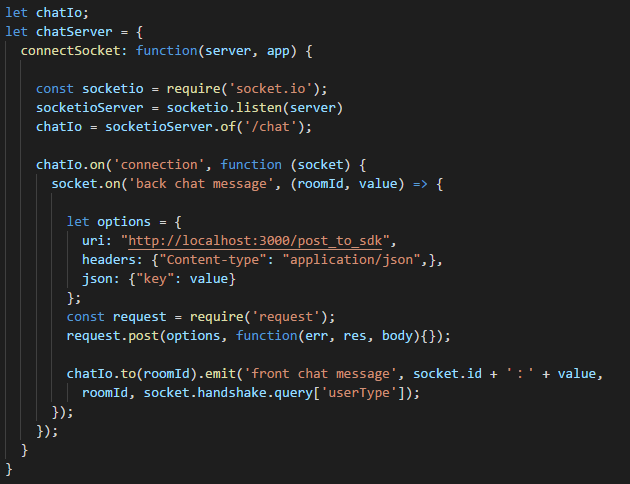 let chatIo;
let chatServer = {
connectSocket: function(server, app) {
const socketio = require('socket.io');
socketioServer = socketio.listen(server)
chatIo = socketioServer.of('/chat');
chatIo.on('connection', function (socket) {
socket.on('back chat message', (roomId, value) => {
let options = {
uri: "http://localhost:3000/post_to_sdk",
headers: {"Content-type": "application/json",},
json: {"key": value}
};
const request = require('request');
request.post(options, function(err, res, body){});
chatIo.to(roomId).emit('front chat message', socket.id + '：' + value,
roomId, socket.handshake.query['userType']);
});
});
}
}